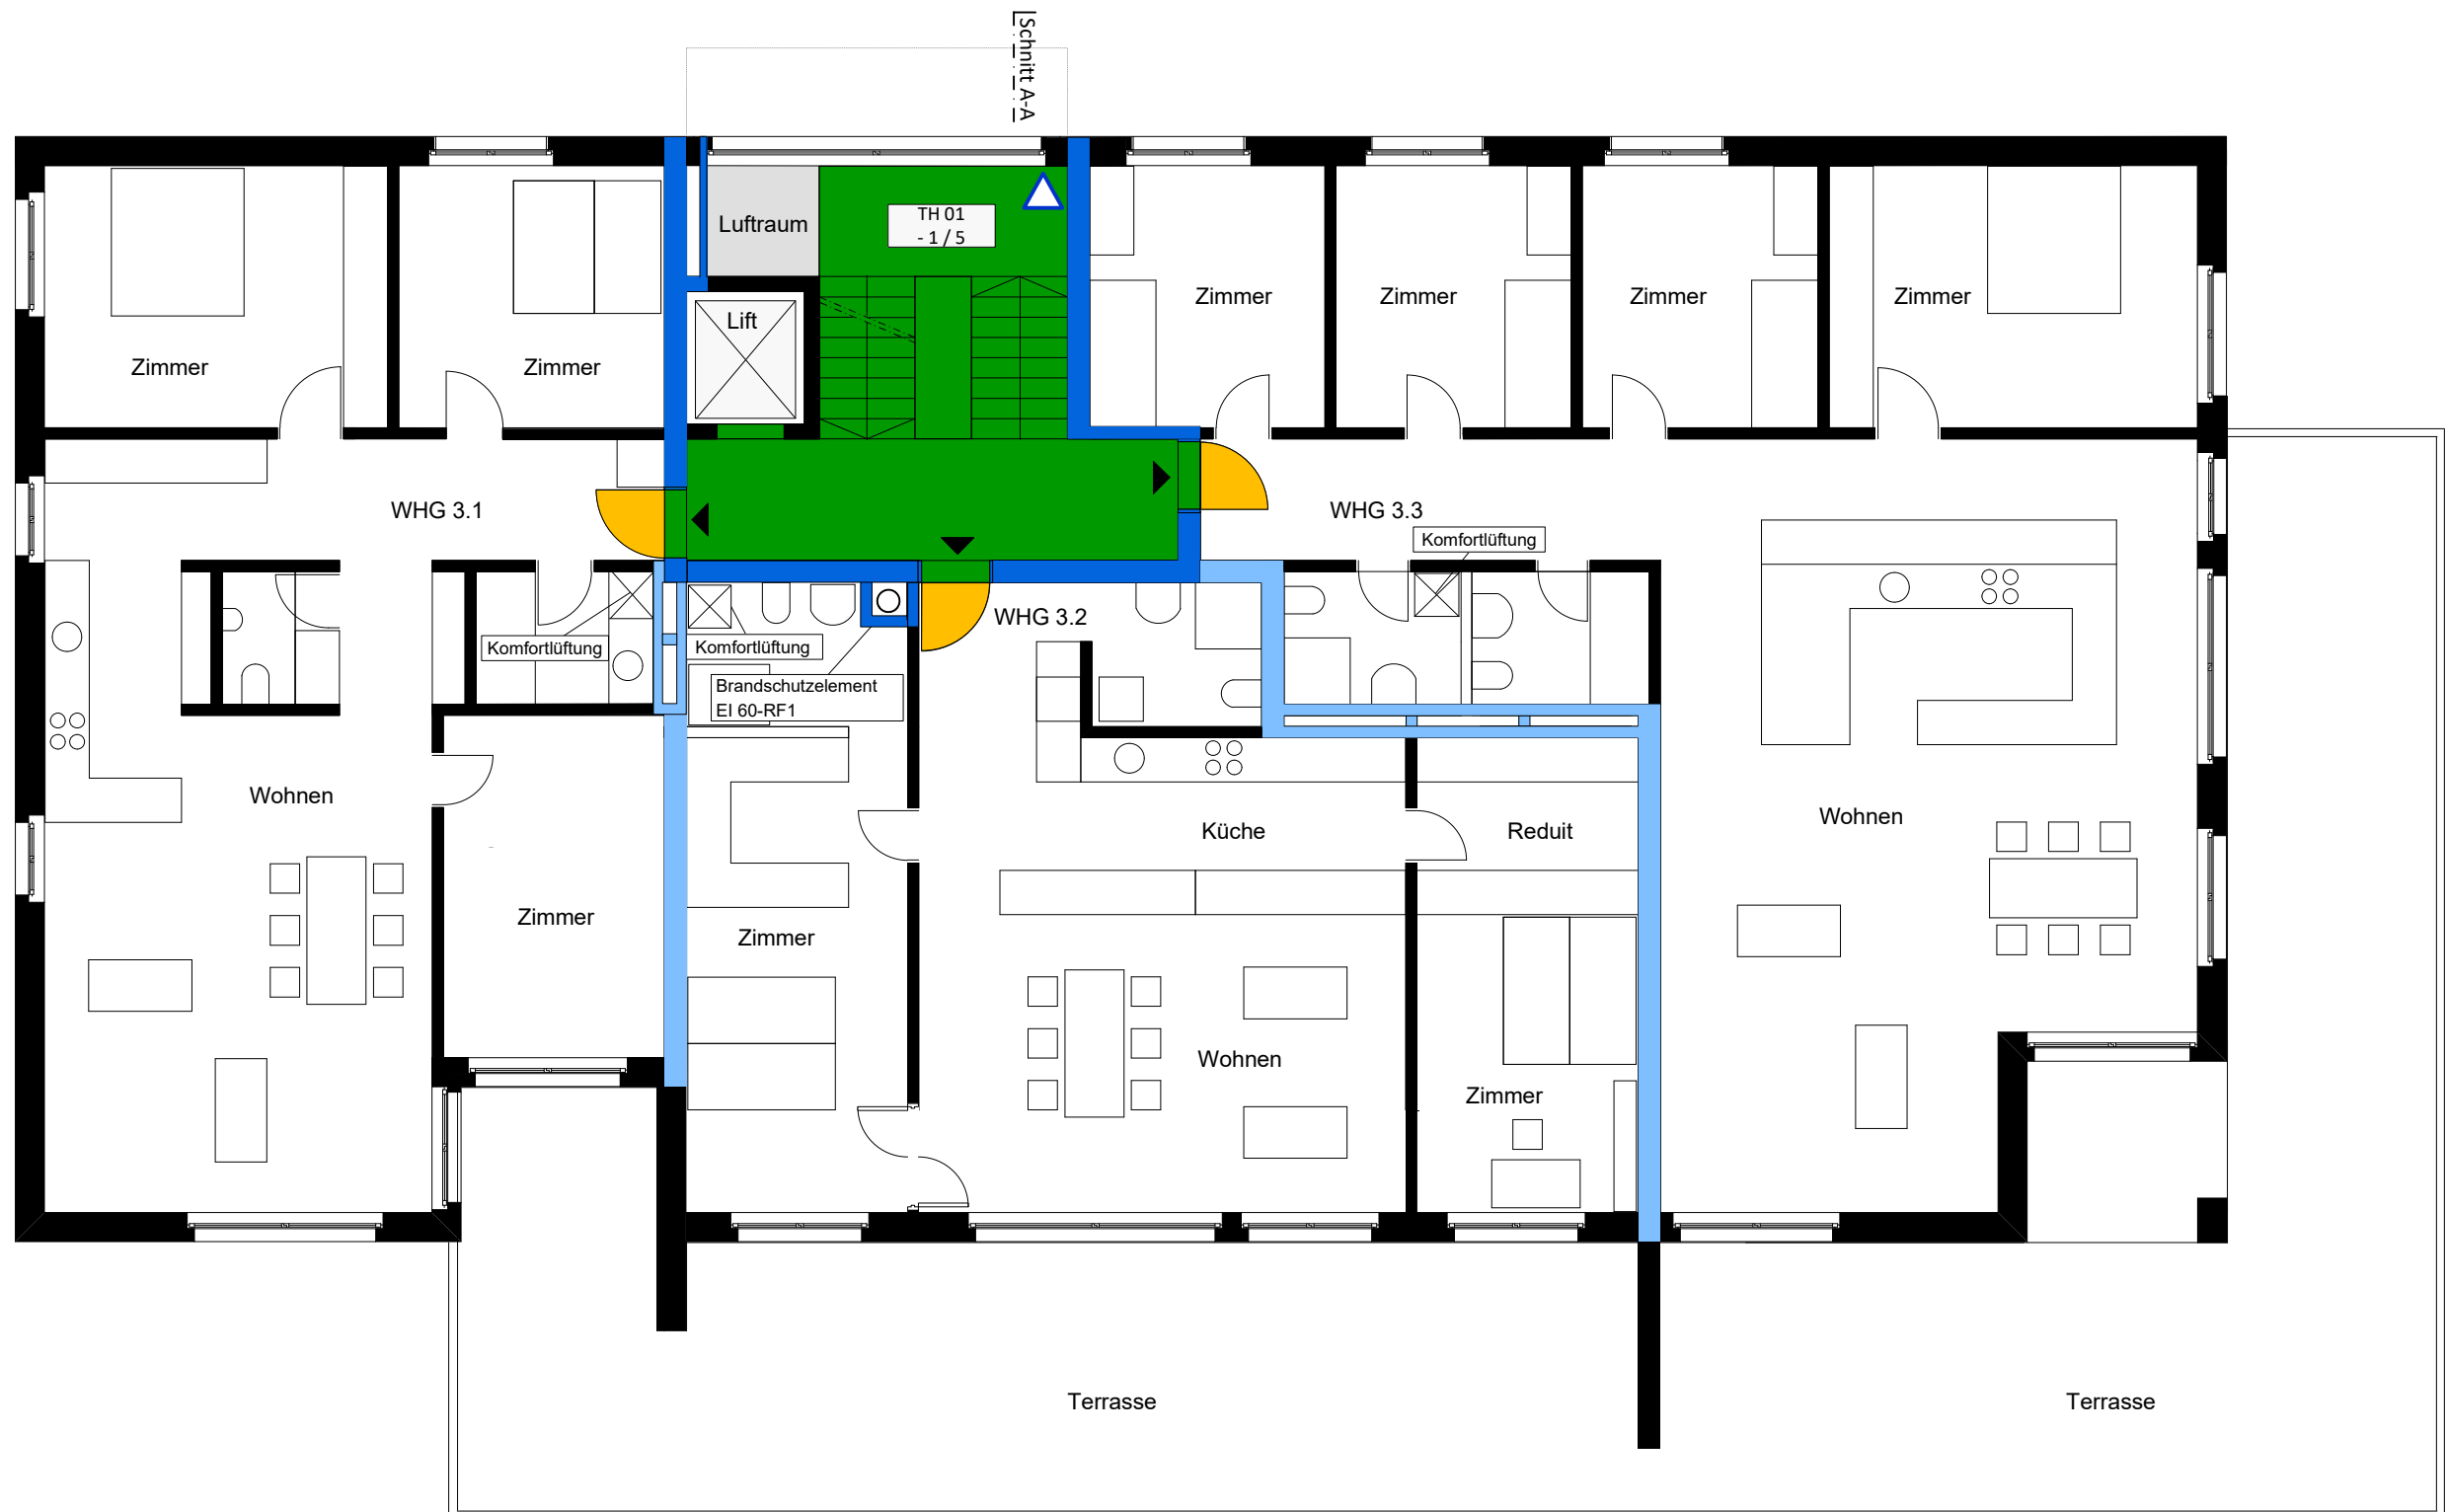 Schnitt A-A
TH 01
- 1 / 5
Luftraum
Lift
Zimmer
Zimmer
Zimmer
Zimmer
Zimmer
Zimmer
WHG 3.1
WHG 3.3
Komfortlüftung
WHG 3.2
Komfortlüftung
Komfortlüftung
Brandschutzelement
EI 60-RF1
Wohnen
Küche
Reduit
Wohnen
Zimmer
Zimmer
Wohnen
Zimmer
Terrasse
Terrasse